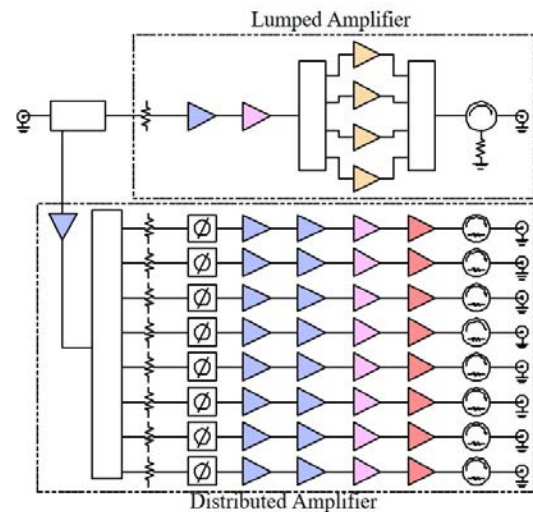 Lumped Amplifier
ϕ
ϕ
ϕ
ϕ
ϕ
ϕ
ϕ
ϕ
Distributed Amplifier